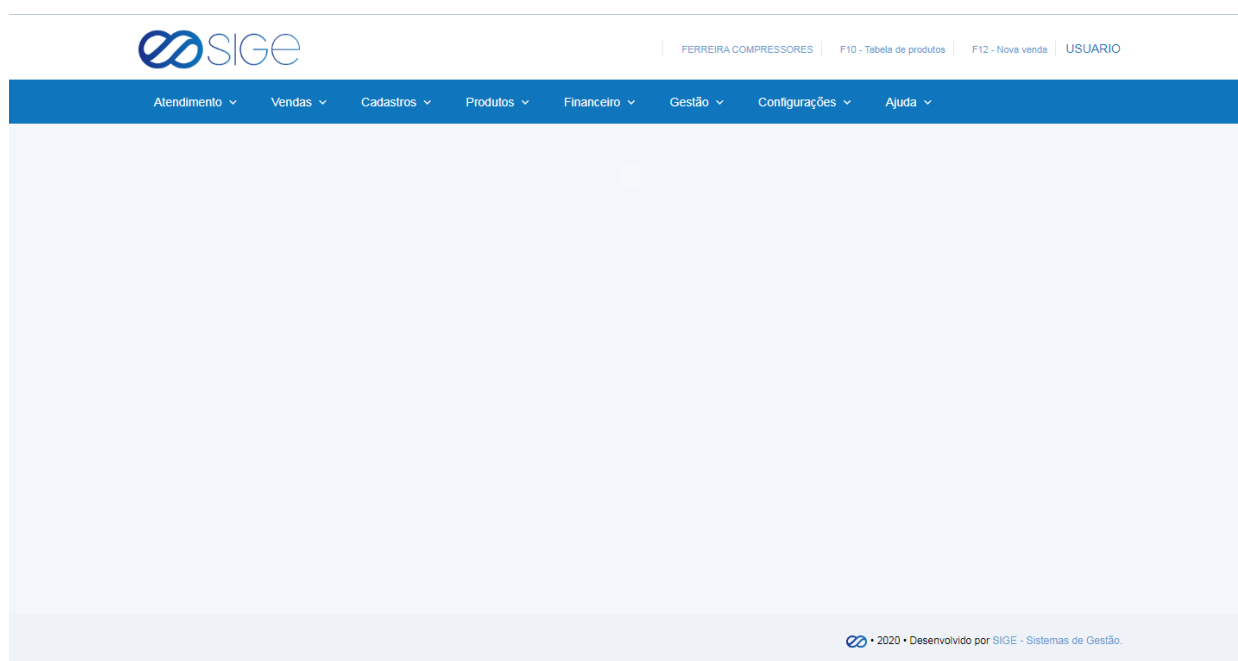 SIGE
FERREIRA COMPRESSORES F10 - Tabela de produtos F12 - Nova venda USUARIO
Atendimento Vendas Cadastros Produtos Financeiro Gestão Configurações Ajuda
• 2020 • Desenvolvido por SIGE - Sistemas de Gestão.